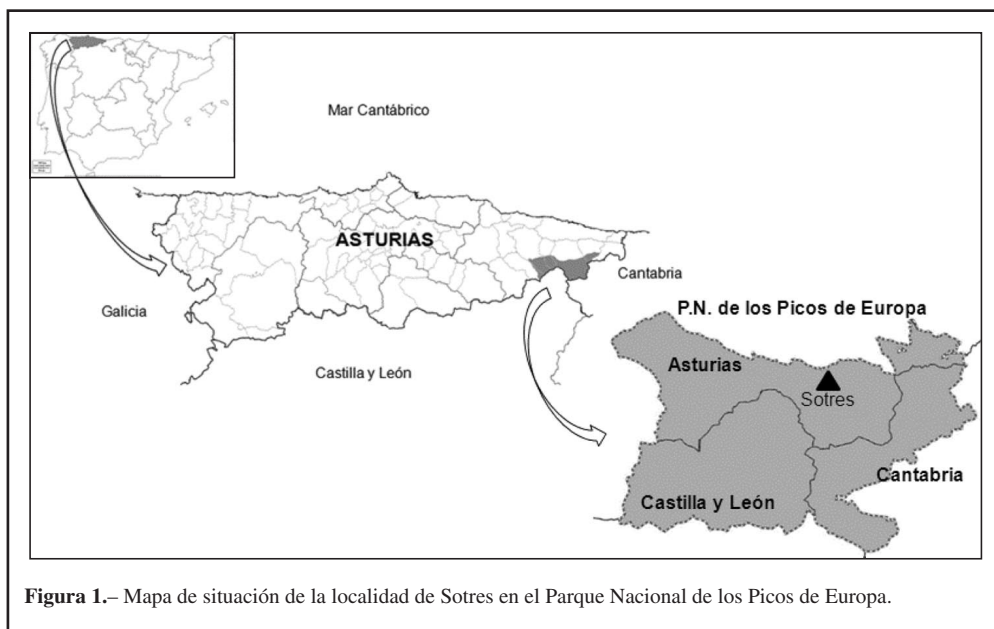 Mar Cantábrico
ASTURIAS
Cantabria
Galicia
P.N. de los Picos de Europa
Asturias
Sotres
Castilla y León
Cantabria
Castilla y León
Figura 1.– Mapa de situación de la localidad de Sotres en el Parque Nacional de los Picos de Europa.